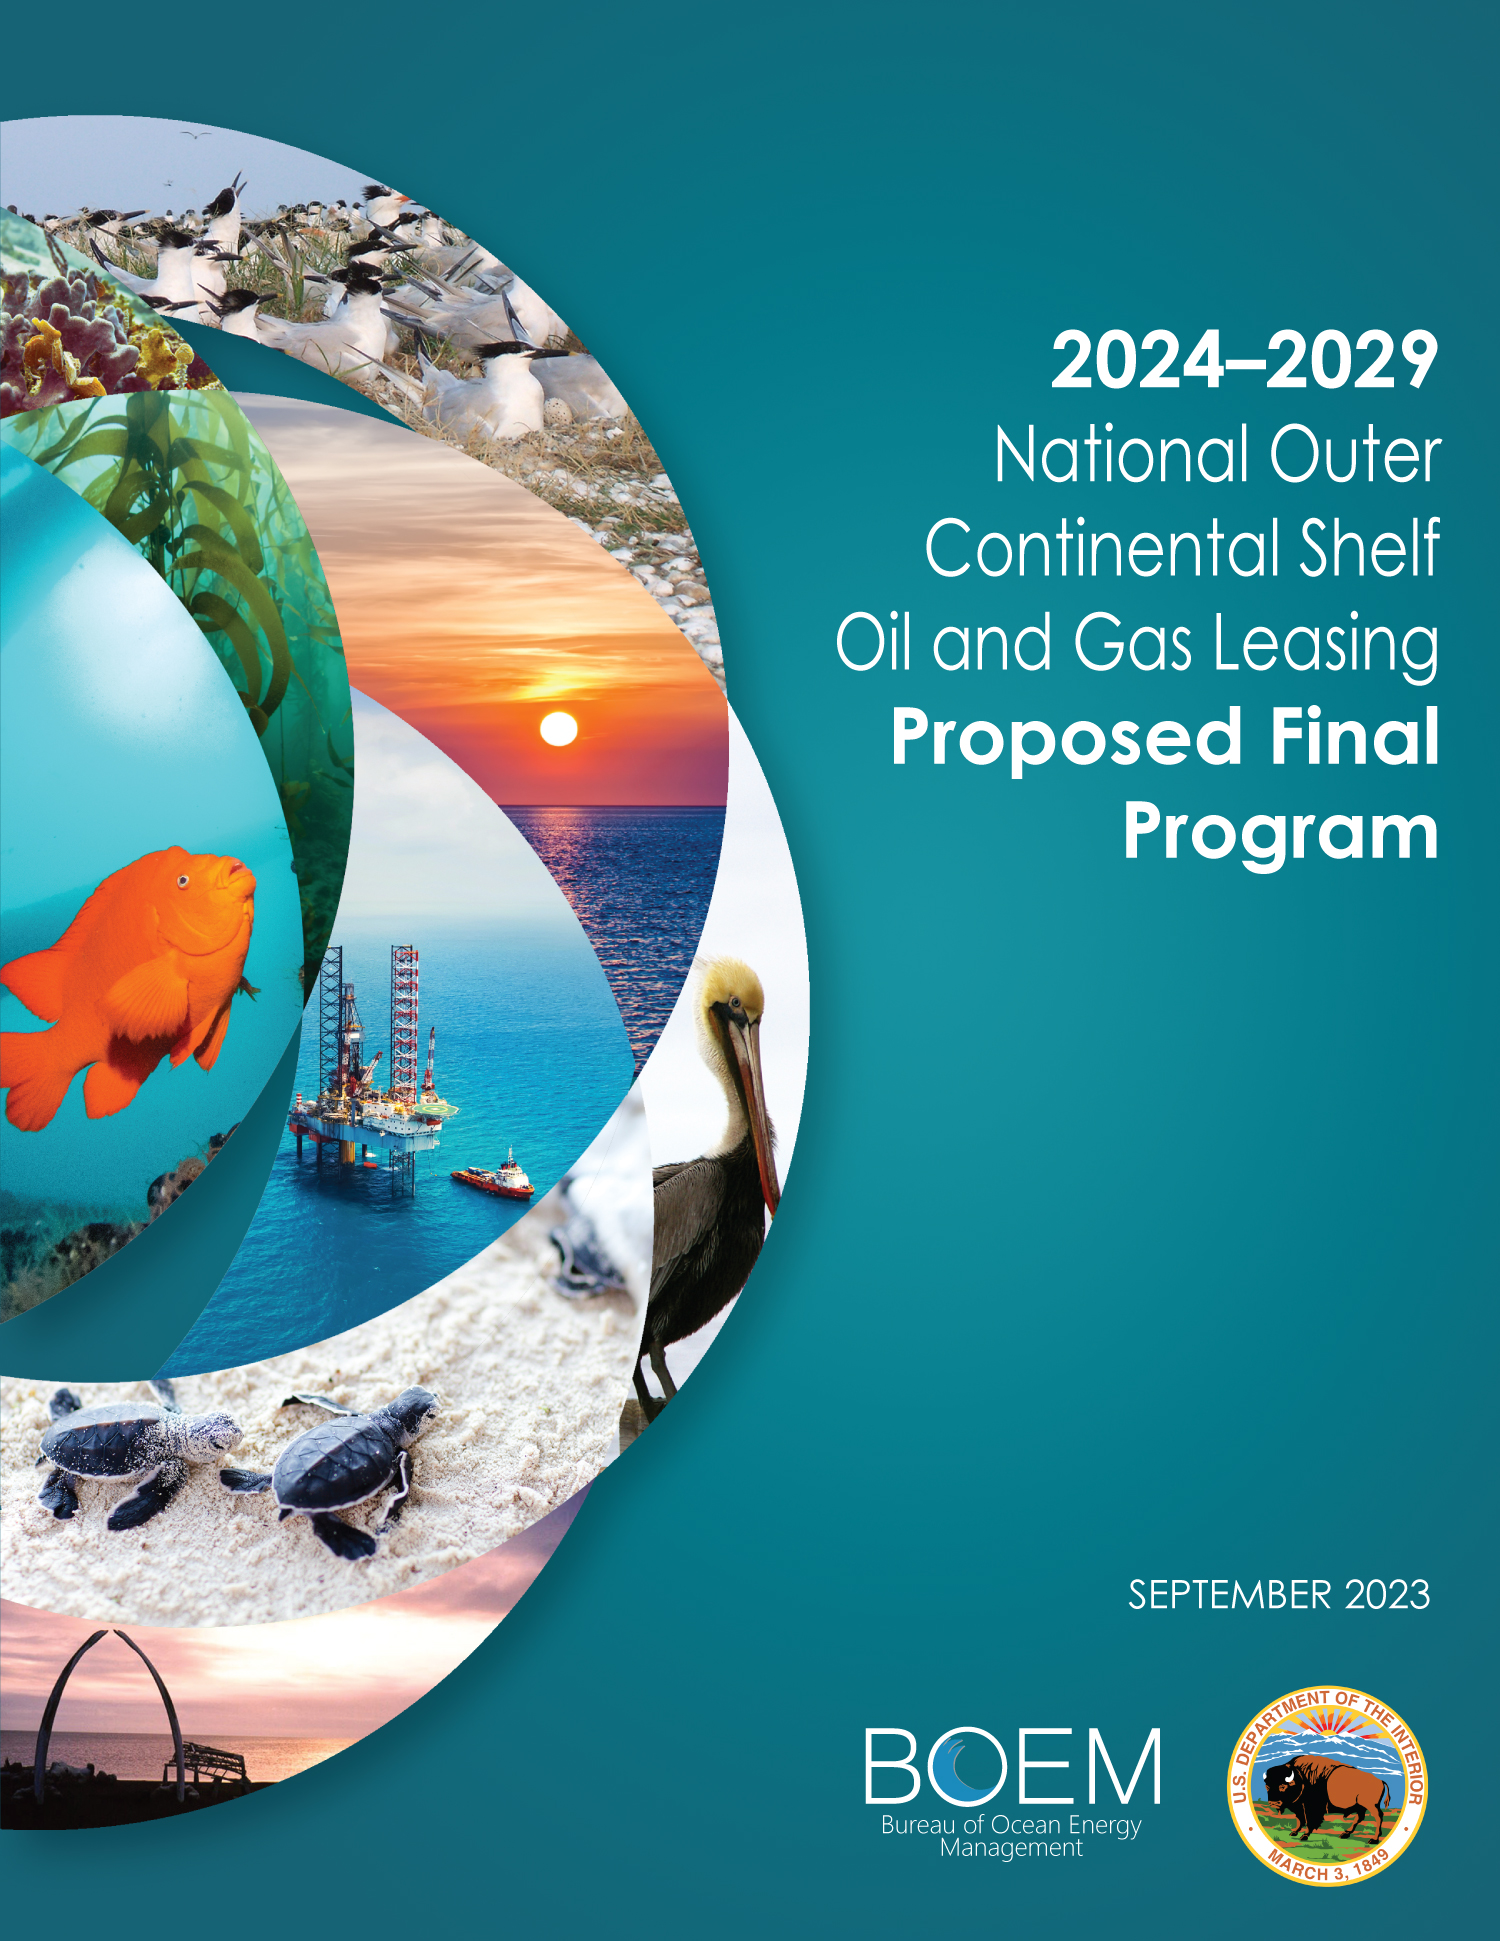 2024–2029
National Outer
Continental Shelf
Oil and Gas Leasing
Proposed Final
Program
SEPTEMBER 2023
BOEM
Bureau of Ocean Energy
Management
U.S. DEPARTMENT OF THE INTERIOR
MARCH 3, 1849